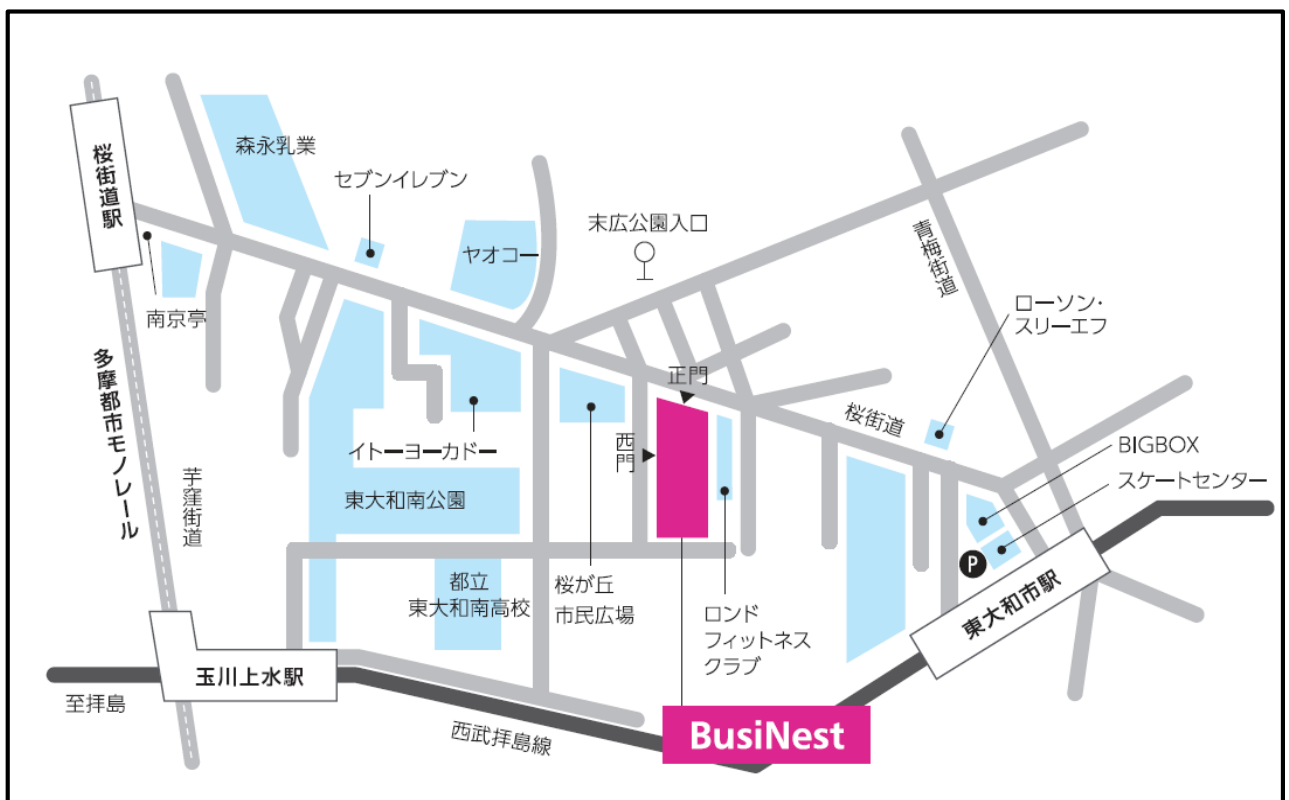 森永乳業
桜街道駅
セブンイレブン
ヤオコー
末広公園入口
青梅街道
南京亭
ローソン・
スリーエフ
多摩都市モノレール
正門
桜街道
西門
イトーヨーカドー
BIGBOX
スケートセンター
芋窪街道
東大和南公園
P
都立
東大和南高校
桜が丘
市民広場
ロンド
フィットネス
クラブ
東大和市駅
玉川上水駅
至拝島
西武拝島線
BusiNest